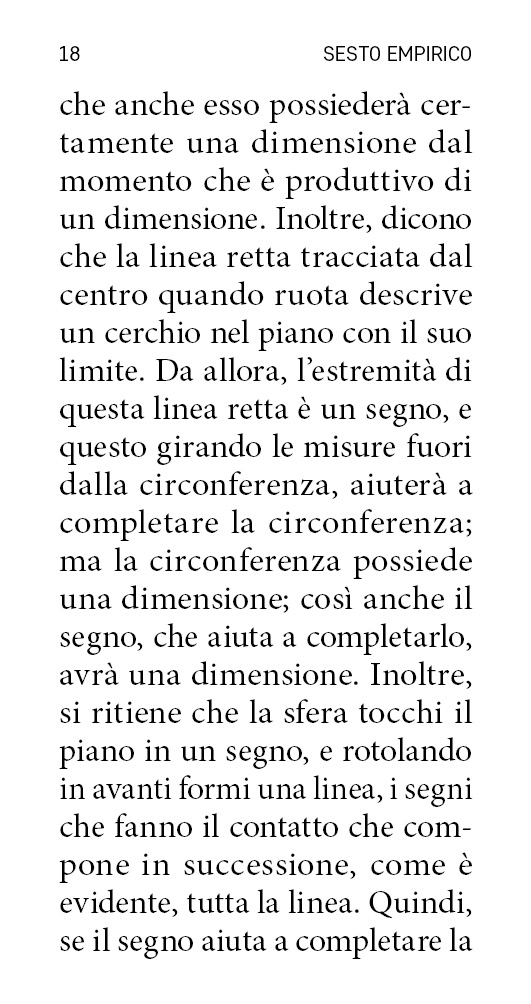 18 SESTO EMPIRICO
che anche esso possiederà cer-
tamente una dimensione dal
momento che è produttivo di
un dimensione. Inoltre, dicono
che la linea retta tracciata dal
centro quando ruota descrive
un cerchio nel piano con il suo
limite. Da allora, l’estremità di
questa linea retta è un segno, e
questo girando le misure fuori
dalla circonferenza, aiuterà a
completare la circonferenza;
ma la circonferenza possiede
una dimensione; così anche il
segno, che aiuta a completarlo,
avrà una dimensione. Inoltre,
si ritiene che la sfera tocchi il
piano in un segno, e rotolando
in avanti formi una linea, i segni
che fanno il contatto che com-
pone in successione, come è
evidente, tutta la linea. Quindi,
se il segno aiuta a completare la